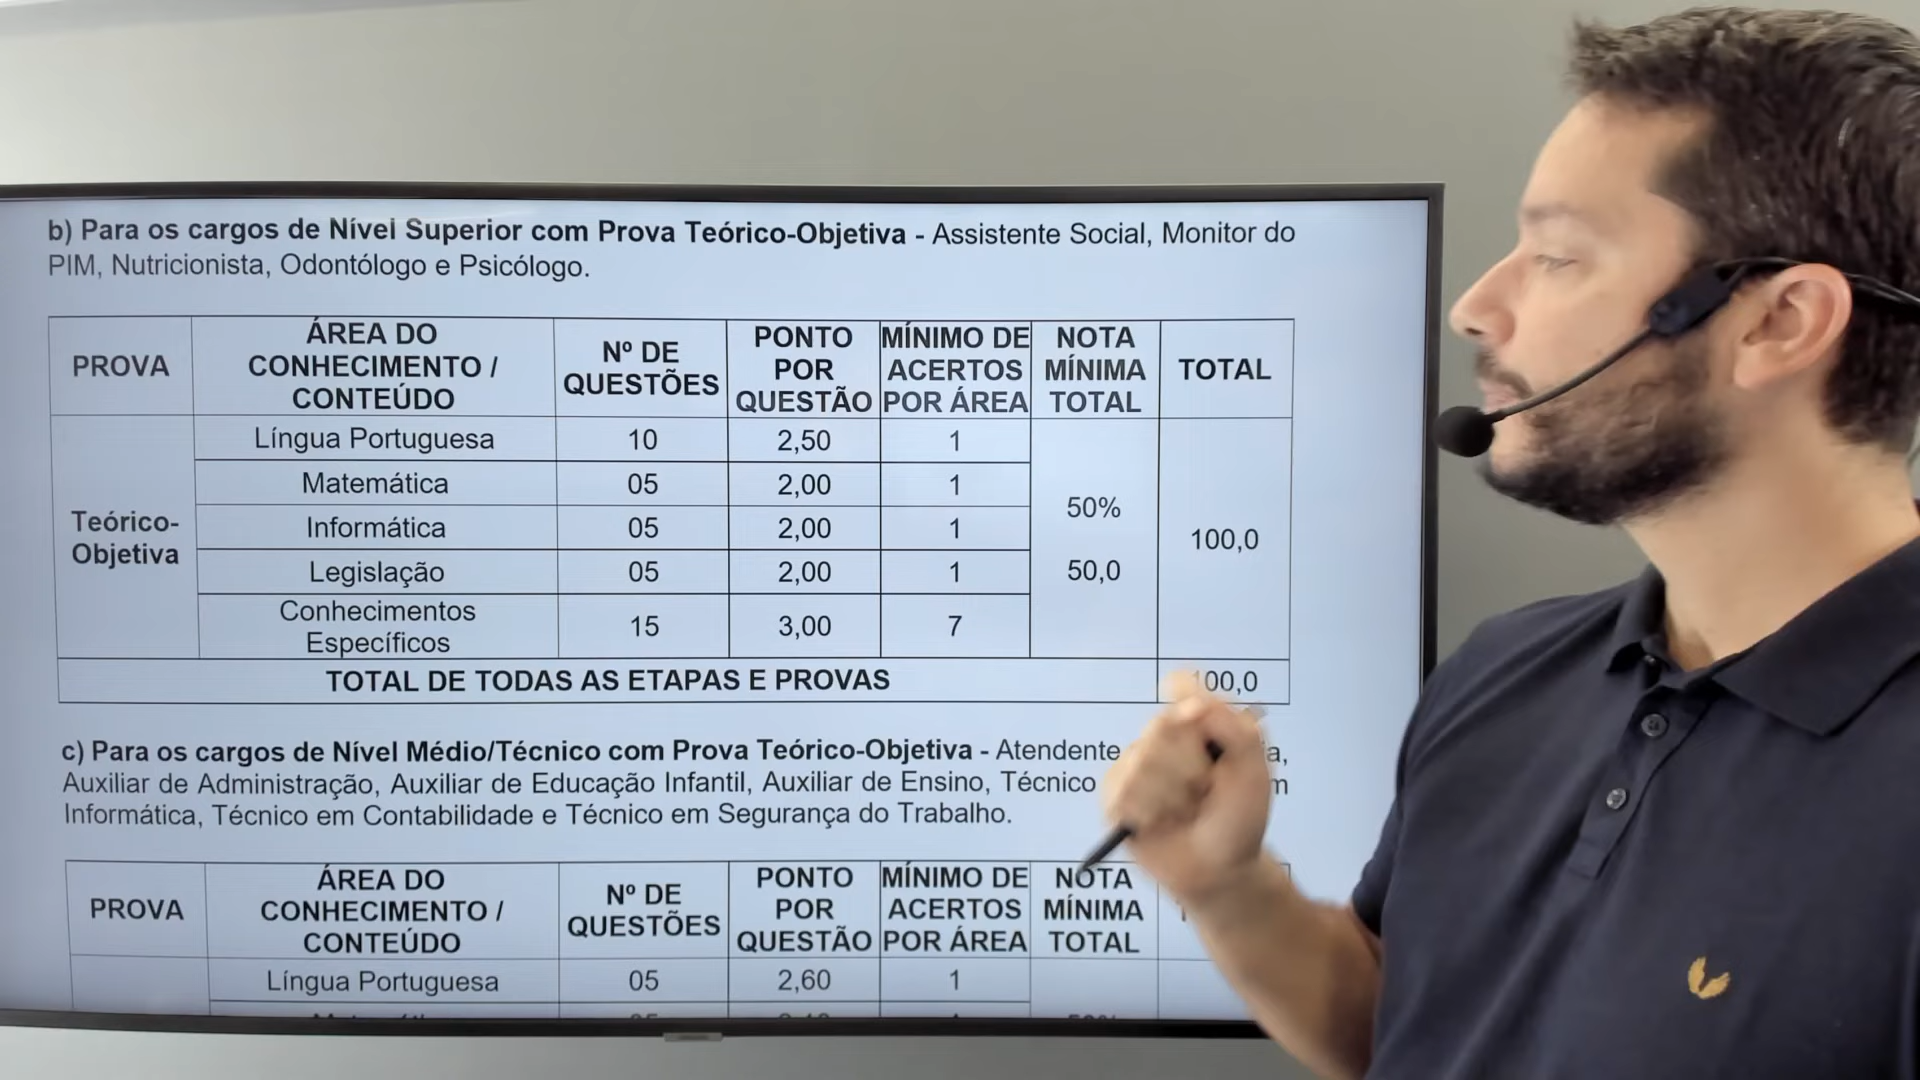 b) Para os cargos de Nível Superior com Prova Teórico-Objetiva - Assistente Social, Monitor do
PIM, Nutricionista, Odontólogo e Psicólogo.
PROVA
ÁREA DO
CONHECIMENTO /
CONTEÚDO
Nº DE
QUESTÕES
PONTO
POR
QUESTÃO
MÍNIMO DE
ACERTOS
POR ÁREA
NOTA
MÍNIMA
TOTAL
TOTAL
Teórico-
Objetiva
Língua Portuguesa 10 2,50 1
Matemática 05 2,00 1
Informática 05 2,00 1
Legislação 05 2,00 1
Conhecimentos
Específicos
15 3,00 7
50%
50,0
100,0
TOTAL DE TODAS AS ETAPAS E PROVAS 100,0
c) Para os cargos de Nível Médio/Técnico com Prova Teórico-Objetiva - Atendente
Auxiliar de Administração, Auxiliar de Educação Infantil, Auxiliar de Ensino, Técnico
Informática, Técnico em Contabilidade e Técnico em Segurança do Trabalho.
PROVA
ÁREA DO
CONHECIMENTO /
CONTEÚDO
Nº DE
QUESTÕES
PONTO
POR
QUESTÃO
MÍNIMO DE
ACERTOS
POR ÁREA
NOTA
MÍNIMA
TOTAL
Língua Portuguesa 05 2,60 1